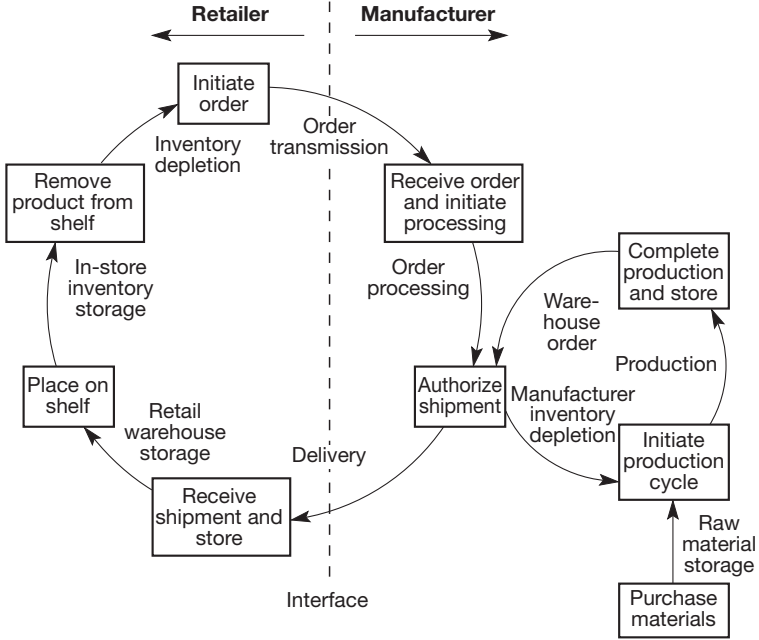 Retailer
Manufacturer
Initiate
order
Order
transmission
Inventory
depletion
Remove
product from
shelf
Receive order
and initiate
processing
In-store
inventory
storage
Order
processing
Complete
production
and store
Ware-
house
order
Production
Place on
shelf
Authorize
shipment
Manufacturer
inventory
depletion
Retail
warehouse
storage
Delivery
Initiate
production
cycle
Receive
shipment and
store
Raw
material
storage
Interface
Purchase
materials